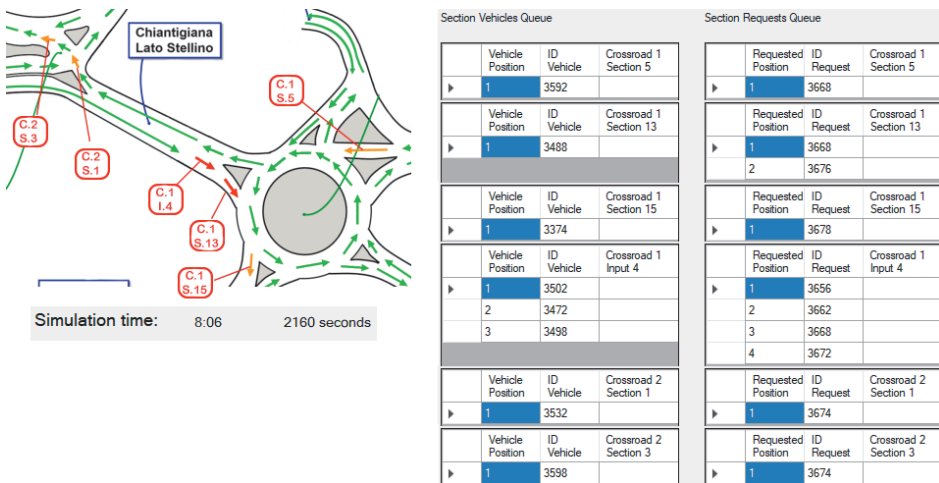 Chiantigiana
Lato Stellino
C.1
S.5
C.2
S.3
C.2
S.1
C.1
I.4
C.1
S.13
C.1
S.15
Simulation time: 8:06 2160 seconds
Section Vehicles Queue
Vehicle Position ID Vehicle Crossroad 1 Section 5
1 3592
Vehicle Position ID Vehicle Crossroad 1 Section 13
1 3488
Vehicle Position ID Vehicle Crossroad 1 Section 15
1 3374
Vehicle Position ID Vehicle Crossroad 1 Input 4
1 3502
2 3472
3 3498
Vehicle Position ID Vehicle Crossroad 2 Section 1
1 3532
Vehicle Position ID Vehicle Crossroad 2 Section 3
1 3598
Section Requests Queue
Requested Position ID Request Crossroad 1 Section 5
1 3668
Requested Position ID Request Crossroad 1 Section 13
1 3668
2 3676
Requested Position ID Request Crossroad 1 Section 15
1 3678
Requested Position ID Request Crossroad 1 Input 4
1 3656
2 3662
3 3668
4 3672
Requested Position ID Request Crossroad 2 Section 1
1 3674
Requested Position ID Request Crossroad 2 Section 3
1 3674